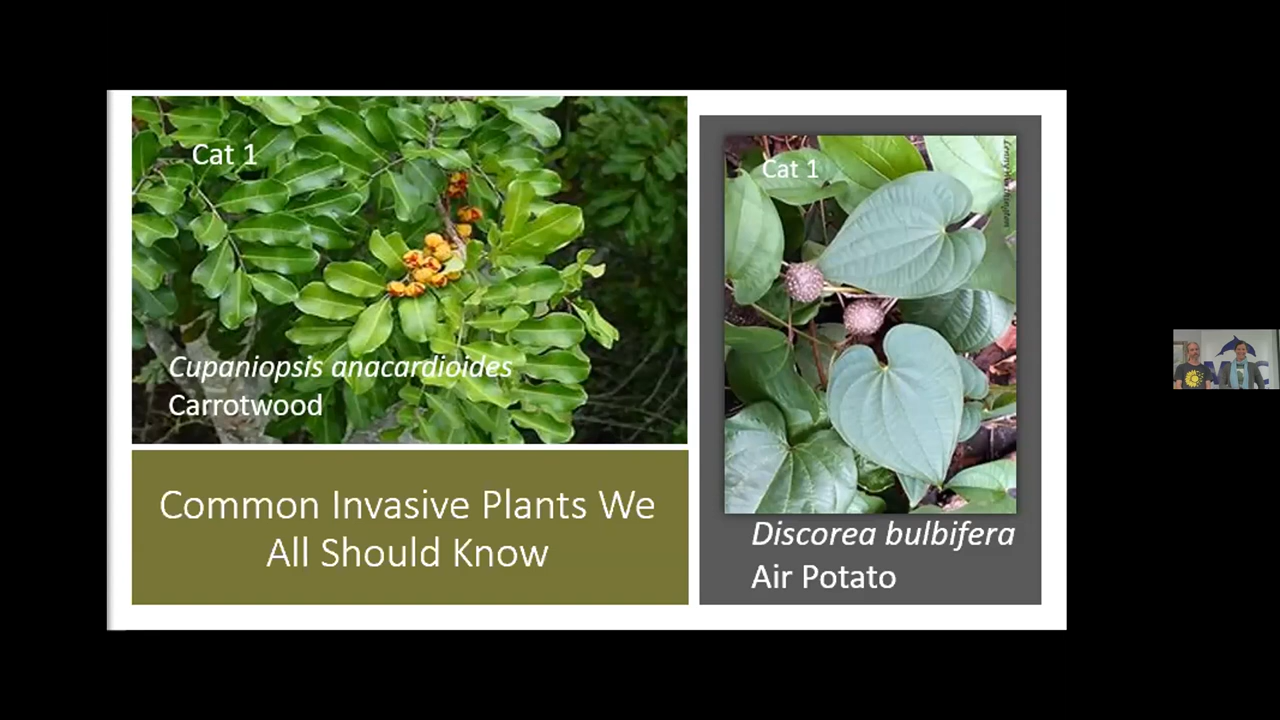 Cat 1
Cupaniopsis anacardioides
Carrotwood
Common Invasive Plants We
All Should Know
Cat 1
Discorea bulbifera
Air Potato